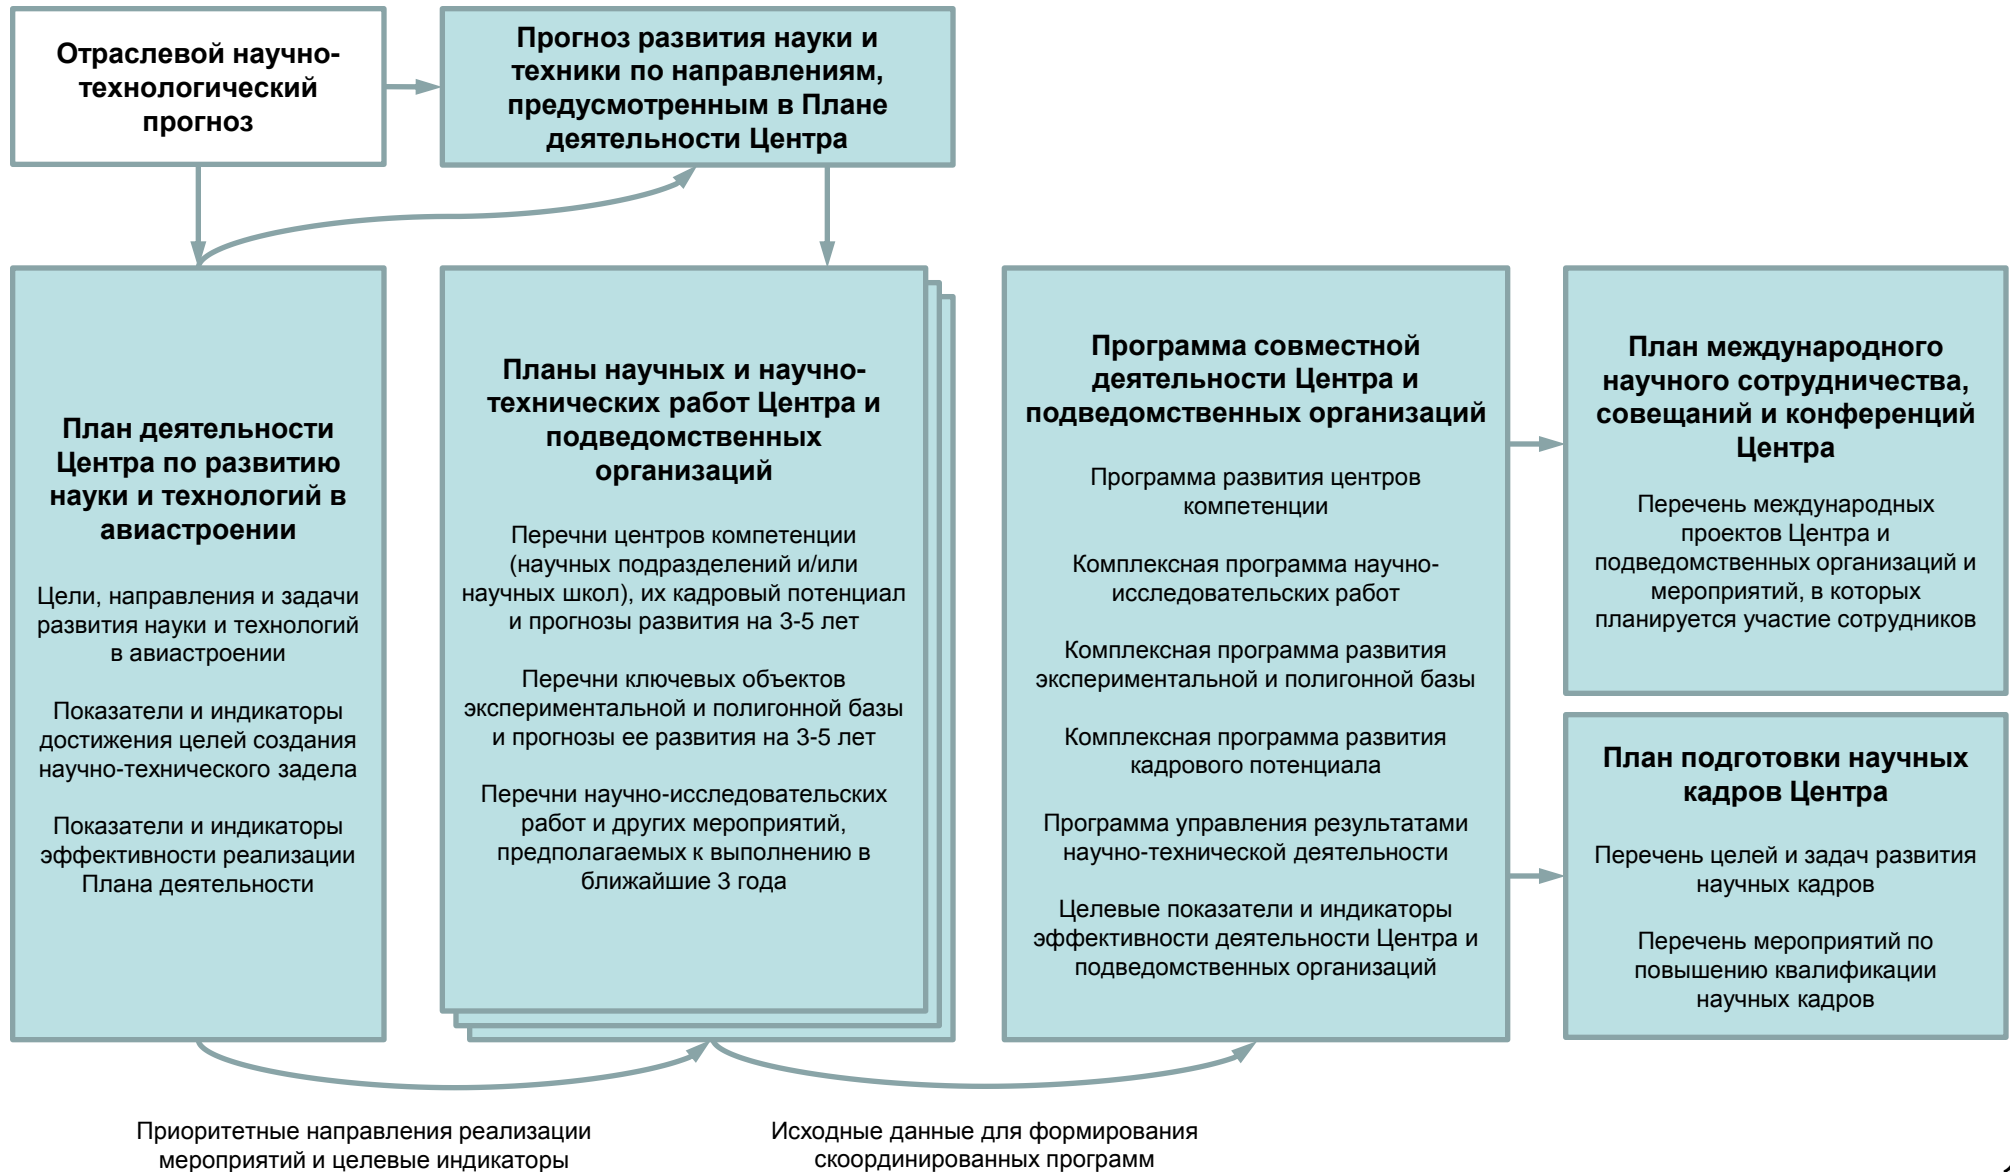 Отраслевой научно-
технологический
прогноз
Прогноз развития науки и
техники по направлениям,
предусмотренным в Плане
деятельности Центра
План деятельности
Центра по развитию
науки и технологий в
авиастроении
Цели, направления и задачи
развития науки и технологий
в авиастроении
Показатели и индикаторы
достижения целей создания
научно-технического задела
Показатели и индикаторы
эффективности реализации
Плана деятельности
Планы научных и научно-
технических работ Центра и
подведомственных
организаций
Перечни центров компетенции
(научных подразделений и/или
научных школ), их кадровый потенциал
и прогнозы развития на 3-5 лет
Перечни ключевых объектов
экспериментальной и полигонной базы
и прогнозы ее развития на 3-5 лет
Перечни научно-исследовательских
работ и других мероприятий,
предполагаемых к выполнению в
ближайшие 3 года
Программа совместной
деятельности Центра и
подведомственных организаций
Программа развития центров
компетенции
Комплексная программа научно-
исследовательских работ
Комплексная программа развития
экспериментальной и полигонной базы
Комплексная программа развития
кадрового потенциала
Программа управления результатами
научно-технической деятельности
Целевые показатели и индикаторы
эффективности деятельности Центра и
подведомственных организаций
План международного
научного сотрудничества,
совещаний и конференций
Центра
Перечень международных
проектов Центра и
подведомственных организаций и
мероприятий, в которых
планируется участие сотрудников
План подготовки научных
кадров Центра
Перечень целей и задач развития
научных кадров
Перечень мероприятий по
повышению квалификации
научных кадров
Приоритетные направления реализации
мероприятий и целевые индикаторы
Исходные данные для формирования
скоординированных программ